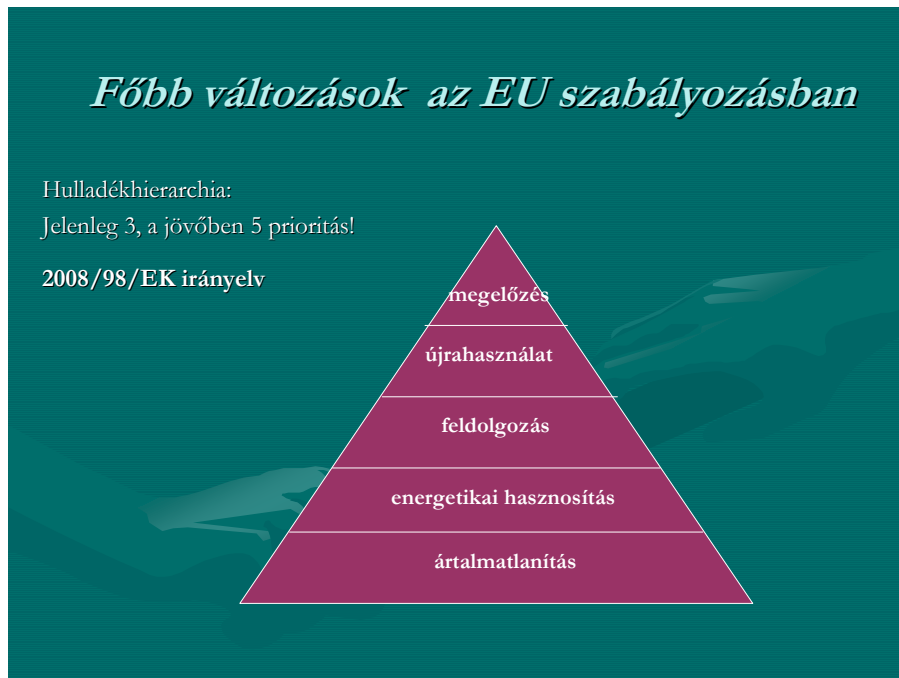 Főbb változások az EU szabályozásban
Hulladékhierarchia:
Jelenleg 3, a jövőben 5 prioritás!
2008/98/EK irányelv
megelőzés
újrahasználat
feldolgozás
energetikai hasznosítás
ártalmatlanítás